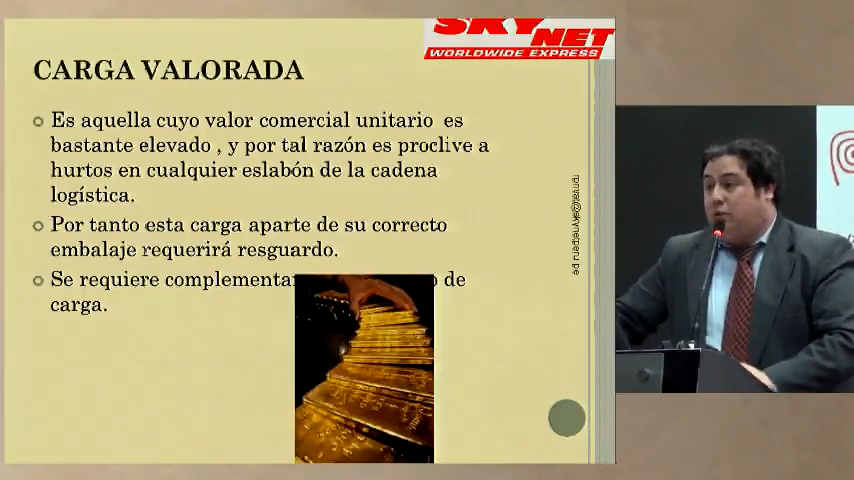 SKY
NET
WORLDWIDE EXPRESS
CARGA VALORADA
Es aquella cuyo valor comercial unitario es
bastante elevado , y por tal razón es proclive a
hurtos en cualquier eslabón de la cadena
logística.
Por tanto esta carga aparte de su correcto
embalaje requerirá resguardo.
Se requiere complementar de
carga.